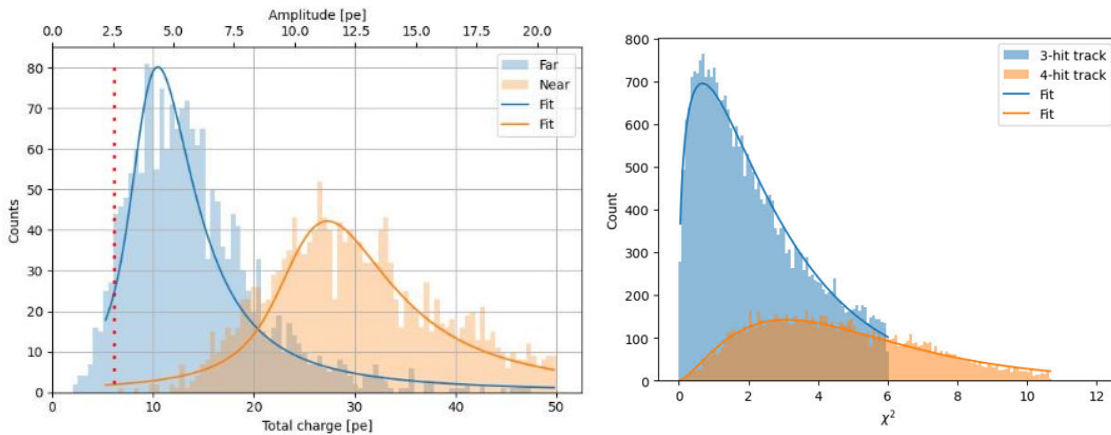 Amplitude [pe]
0.0 2.5 5.0 7.5 10.0 12.5 15.0 17.5 20.0
80
70
60
50
40
30
20
10
0
Counts
Far
Near
Fit
Fit
0 10 20 30 40 50
Total charge [pe]
800
700
600
500
400
300
200
100
0
Count
3-hit track
4-hit track
Fit
Fit
0 2 4 6 8 10 12
χ²